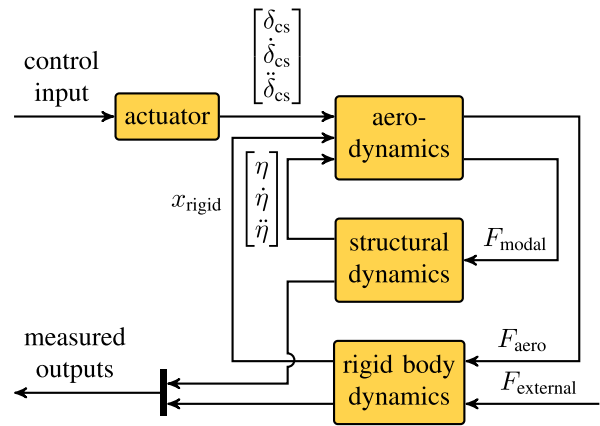 control
input
actuator
δcs
δ̇cs
δ̈cs
aero-
dynamics
xrigid
η
η̇
η̈
structural
dynamics
Fmodal
measured
outputs
rigid body
dynamics
Faero
Fexternal